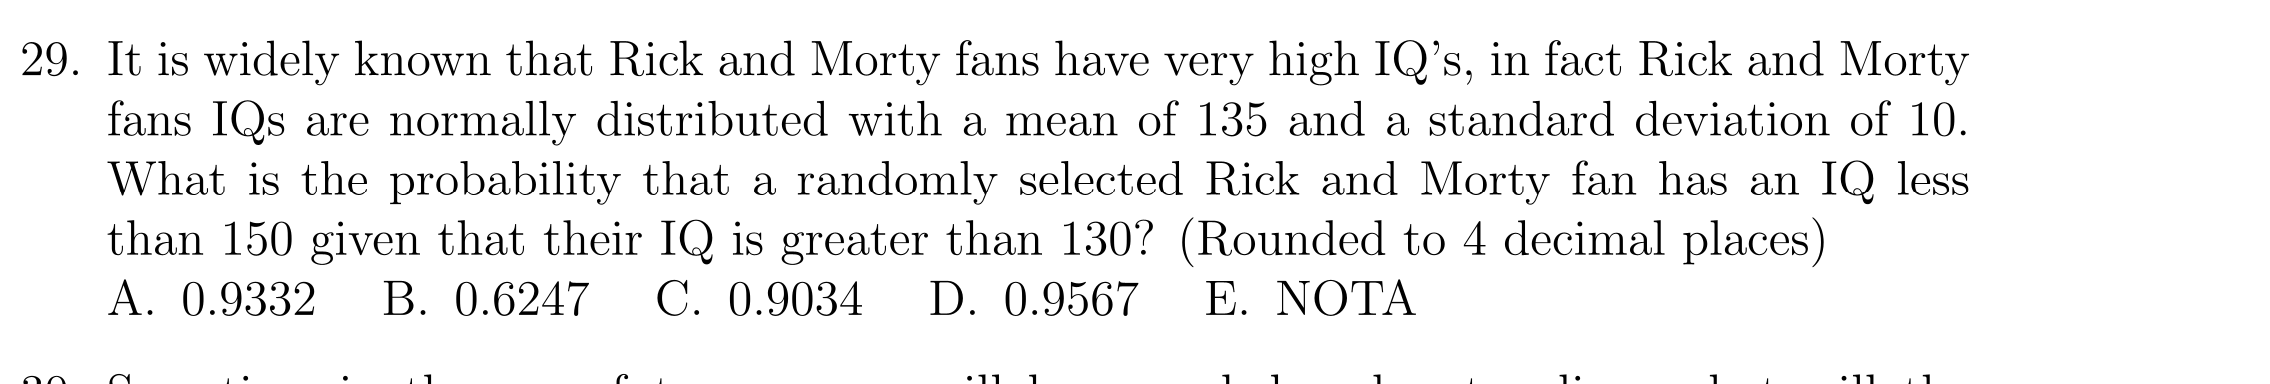 29. It is widely known that Rick and Morty fans have very high IQ's, in fact Rick and Morty
fans IQs are normally distributed with a mean of 135 and a standard deviation of 10.
What is the probability that a randomly selected Rick and Morty fan has an IQ less
than 150 given that their IQ is greater than 130? (Rounded to 4 decimal places)
A. 0.9332 B. 0.6247 C. 0.9034 D. 0.9567 E. NOTA